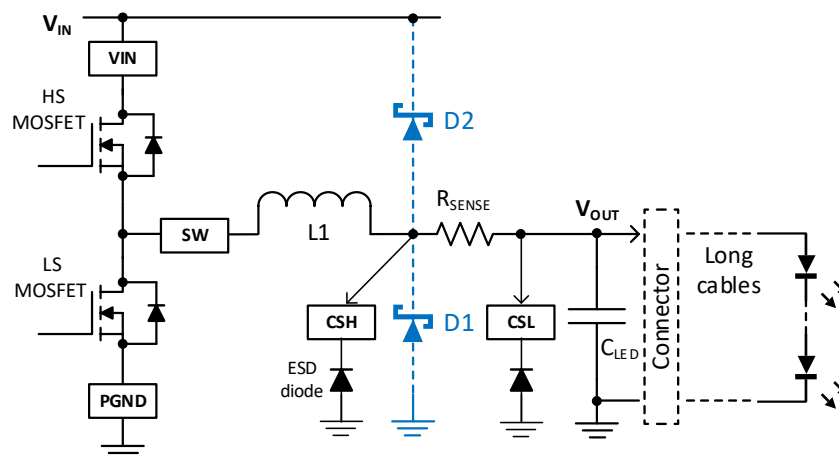 VIN
VIN
HS
MOSFET
D2
RSENSE
VOUT
SW
L1
Long
cables
LS
MOSFET
CSH
D1
CSL
Connector
CLED
ESD
diode
PGND